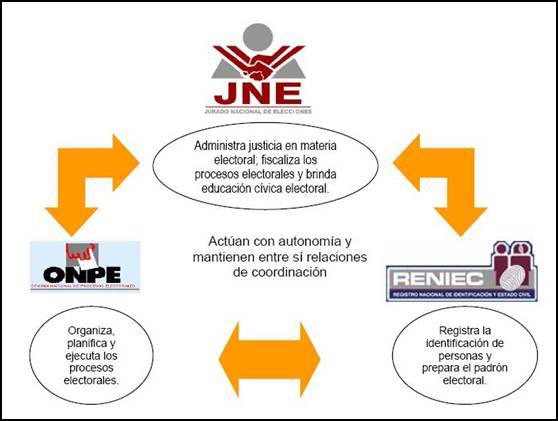 JNE
JURADO NACIONAL DE ELECCIONES
Administra justicia en materia
electoral; fiscaliza los
procesos electorales y brinda
educación cívica electoral.
Actúan con autonomía y
mantienen entre sí relaciones
de coordinación
ONPE
OFICINA NACIONAL DE PROCESOS ELECTORALES
RENIEC
REGISTRO NACIONAL DE IDENTIFICACIÓN Y ESTADO CIVIL
Organiza,
planifica y
ejecuta los
procesos
electorales.
Registra la
identificación de
personas y
prepara el padrón
electoral.